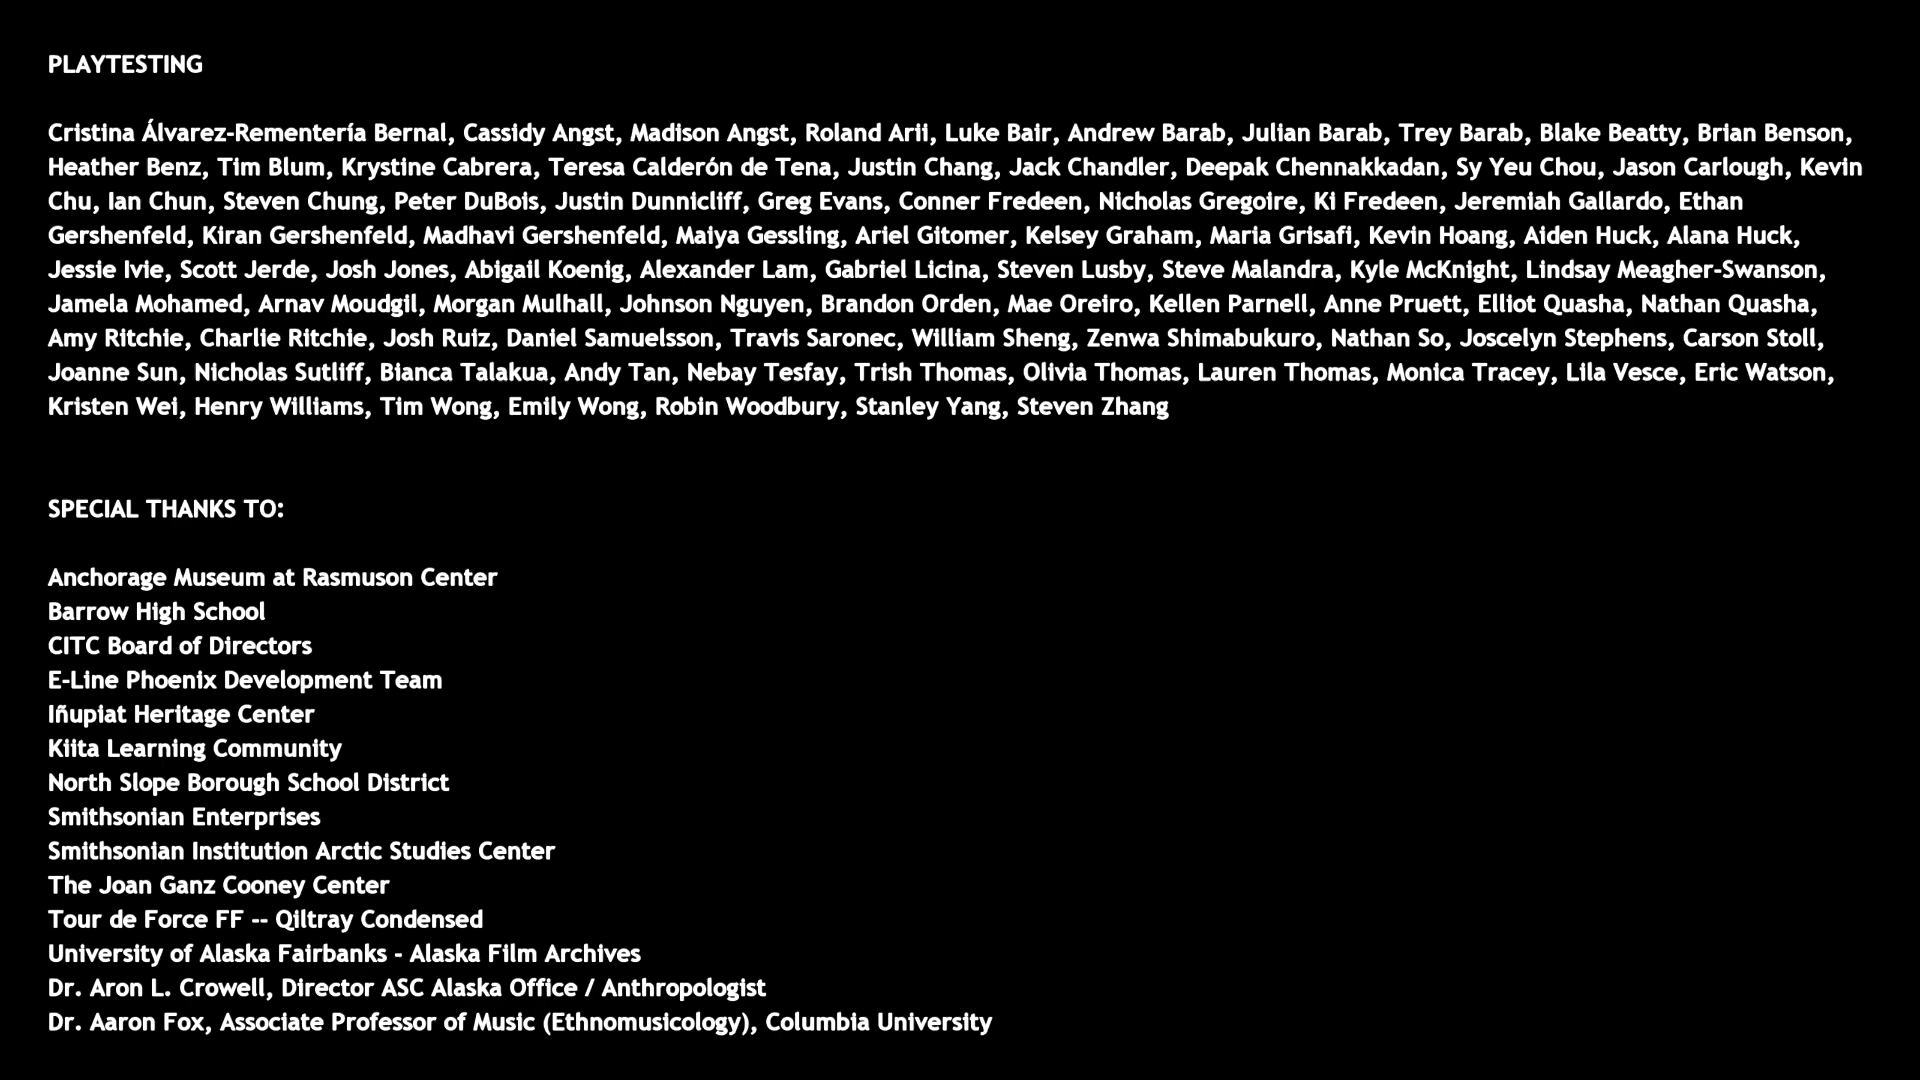 PLAYTESTING
Cristina Álvarez-Rementería Bernal, Cassidy Angst, Madison Angst, Roland Arii, Luke Bair, Andrew Barab, Julian Barab, Trey Barab, Blake Beatty, Brian Benson,
Heather Benz, Tim Blum, Krystine Cabrera, Teresa Calderón de Tena, Justin Chang, Jack Chandler, Deepak Chennakkadan, Sy Yeu Chou, Jason Carlough, Kevin
Chu, Ian Chun, Steven Chung, Peter DuBois, Justin Dunnicliff, Greg Evans, Conner Fredeen, Nicholas Gregoire, Ki Fredeen, Jeremiah Gallardo, Ethan
Gershenfeld, Kiran Gershenfeld, Madhavi Gershenfeld, Maiya Gessling, Ariel Gitomer, Kelsey Graham, Maria Grisafi, Kevin Hoang, Aiden Huck, Alana Huck,
Jessie Ivie, Scott Jerde, Josh Jones, Abigail Koenig, Alexander Lam, Gabriel Licina, Steven Lusby, Steve Malandra, Kyle McKnight, Lindsay Meagher-Swanson,
Jamela Mohamed, Arnav Moudgil, Morgan Mulhall, Johnson Nguyen, Brandon Orden, Mae Oreiro, Kellen Parnell, Anne Pruett, Elliot Quasha, Nathan Quasha,
Amy Ritchie, Charlie Ritchie, Josh Ruiz, Daniel Samuelsson, Travis Saronec, William Sheng, Zenwa Shimabukuro, Nathan So, Joscelyn Stephens, Carson Stoll,
Joanne Sun, Nicholas Sutliff, Bianca Talakua, Andy Tan, Nebay Tesfay, Trish Thomas, Olivia Thomas, Lauren Thomas, Monica Tracey, Lila Vesce, Eric Watson,
Kristen Wei, Henry Williams, Tim Wong, Emily Wong, Robin Woodbury, Stanley Yang, Steven Zhang
SPECIAL THANKS TO:
Anchorage Museum at Rasmuson Center
Barrow High School
CITC Board of Directors
E-Line Phoenix Development Team
Iñupiat Heritage Center
Kiita Learning Community
North Slope Borough School District
Smithsonian Enterprises
Smithsonian Institution Arctic Studies Center
The Joan Ganz Cooney Center
Tour de Force FF -- Qiltray Condensed
University of Alaska Fairbanks - Alaska Film Archives
Dr. Aron L. Crowell, Director ASC Alaska Office / Anthropologist
Dr. Aaron Fox, Associate Professor of Music (Ethnomusicology), Columbia University